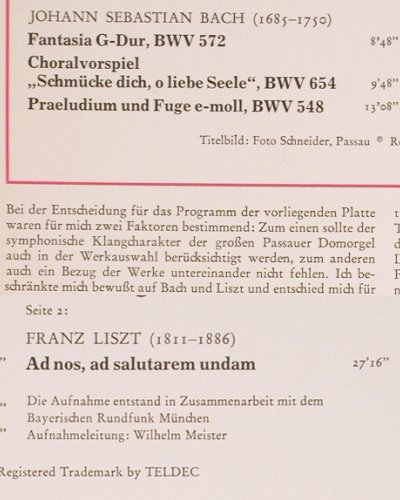 JOHANN SEBASTIAN BACH (1685–1750)
Fantasia G-Dur, BWV 572 8'48"
Choralvorspiel
„Schmücke dich, o liebe Seele“, BWV 654 9'48"
Praeludium und Fuge e-moll, BWV 548 13'08"
Titelbild: Foto Schneider, Passau ® R
Bei der Entscheidung für das Programm der vorliegenden Platte
waren für mich zwei Faktoren bestimmend: Zum einen sollte der
symphonische Klangcharakter der großen Passauer Domorgel
auch in der Werkauswahl berücksichtigt werden, zum anderen
auch ein Bezug der Werke untereinander nicht fehlen. Ich be-
schränkte mich bewußt auf Bach und Liszt und entschied mich für
Seite 2:
FRANZ LISZT (1811–1886)
" Ad nos, ad salutarem undam 27'16"
„ Die Aufnahme entstand in Zusammenarbeit mit dem
Bayerischen Rundfunk München
" Aufnahmeleitung: Wilhelm Meister
Registered Trademark by TELDEC